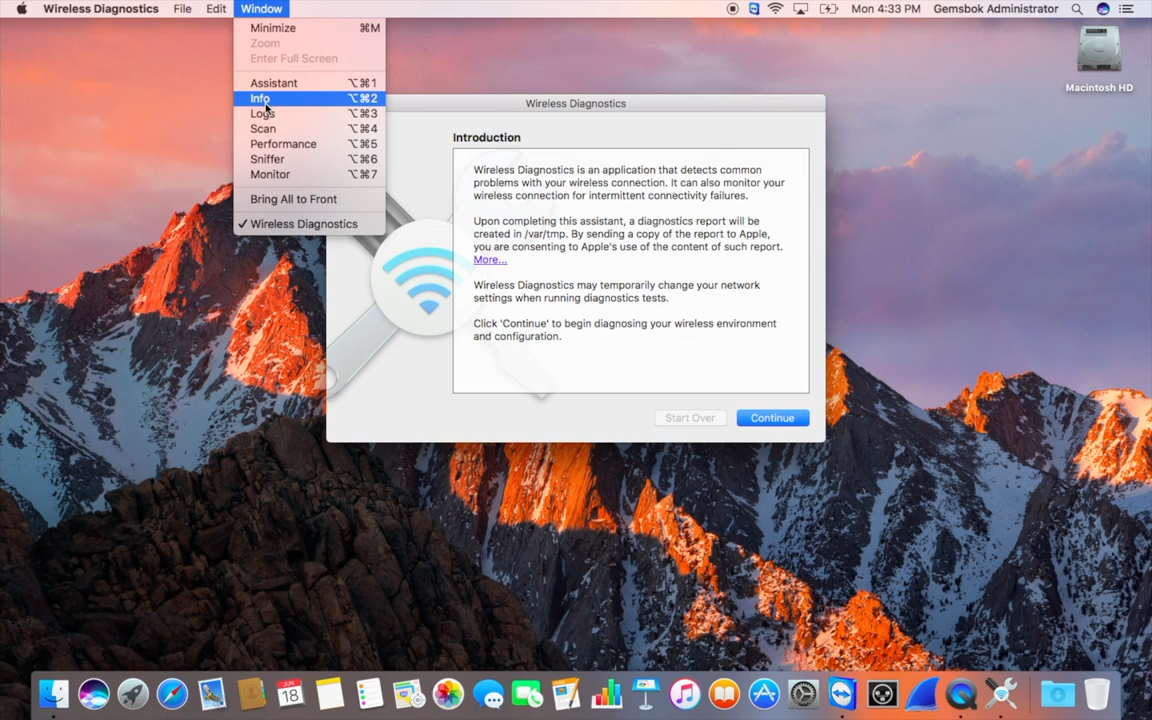 Wireless Diagnostics File Edit Window Mon 4:33 PM Gemsbok Administrator
Minimize ⌘M
Zoom
Enter Full Screen
Assistant ⌥⌘1
Info ⌥⌘2
Logs ⌥⌘3
Scan ⌥⌘4
Performance ⌥⌘5
Sniffer ⌥⌘6
Monitor ⌥⌘7
Bring All to Front
✓ Wireless Diagnostics
Macintosh HD
Wireless Diagnostics
Introduction
Wireless Diagnostics is an application that detects common
problems with your wireless connection. It can also monitor your
wireless connection for intermittent connectivity failures.
Upon completing this assistant, a diagnostics report will be
created in /var/tmp. By sending a copy of the report to Apple,
you are consenting to Apple's use of the content of such report.
More...
Wireless Diagnostics may temporarily change your network
settings when running diagnostics tests.
Click 'Continue' to begin diagnosing your wireless environment
and configuration.
Start Over Continue
JUN
18